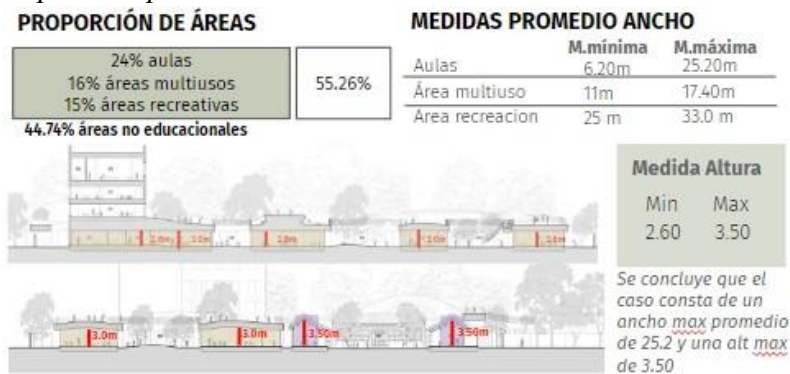 PROPORCIÓN DE ÁREAS
24% aulas
16% áreas multiusos
15% áreas recreativas
55.26%
44.74% áreas no educacionales
MEDIDAS PROMEDIO ANCHO
M.mínima M.máxima
Aulas 6.20m 25.20m
Área multiuso 11m 17.40m
Area recreacion 25 m 33.0 m
Medida Altura
Min Max
2.60 3.50
3.0m 3.0m 3.50m 3.50m
Se concluye que el
caso consta de un
ancho max promedio
de 25.2 y una alt max
de 3.50